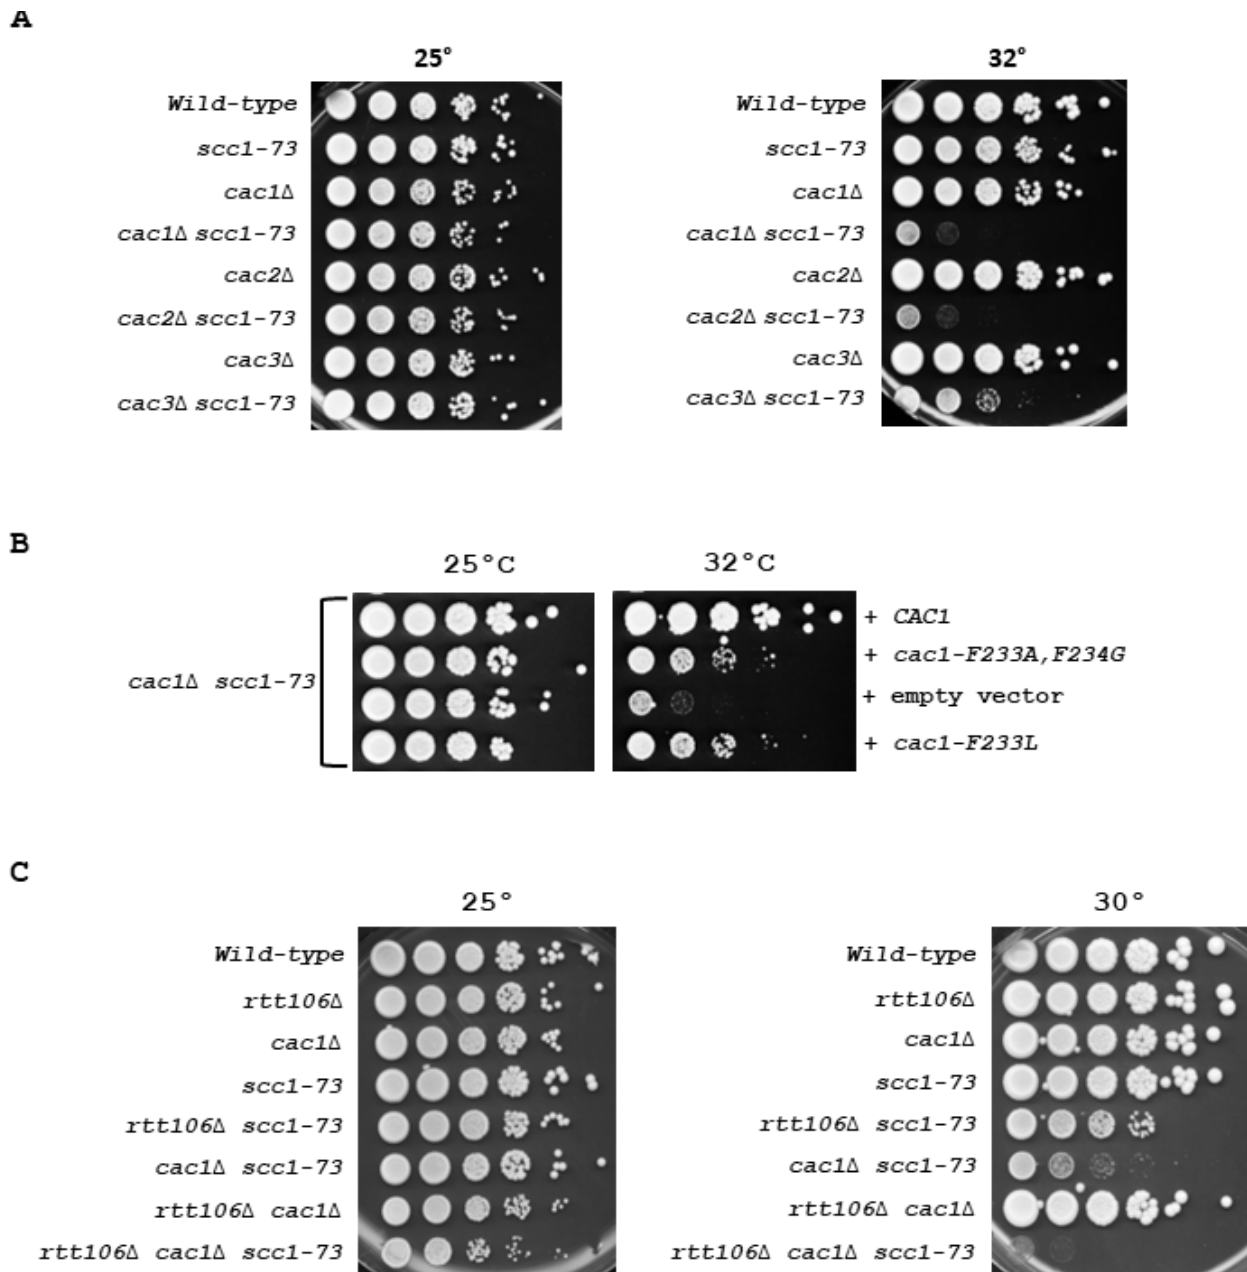 A
25°
32°
Wild-type
Wild-type
scc1-73
scc1-73
cac1Δ
cac1Δ
cac1Δ scc1-73
cac1Δ scc1-73
cac2Δ
cac2Δ
cac2Δ scc1-73
cac2Δ scc1-73
cac3Δ
cac3Δ
cac3Δ scc1-73
cac3Δ scc1-73
B
25°C
32°C
+ CAC1
+ cac1-F233A,F234G
cac1Δ scc1-73
+ empty vector
+ cac1-F233L
C
25°
30°
Wild-type
Wild-type
rtt106Δ
rtt106Δ
cac1Δ
cac1Δ
scc1-73
scc1-73
rtt106Δ scc1-73
rtt106Δ scc1-73
cac1Δ scc1-73
cac1Δ scc1-73
rtt106Δ cac1Δ
rtt106Δ cac1Δ
rtt106Δ cac1Δ scc1-73
rtt106Δ cac1Δ scc1-73